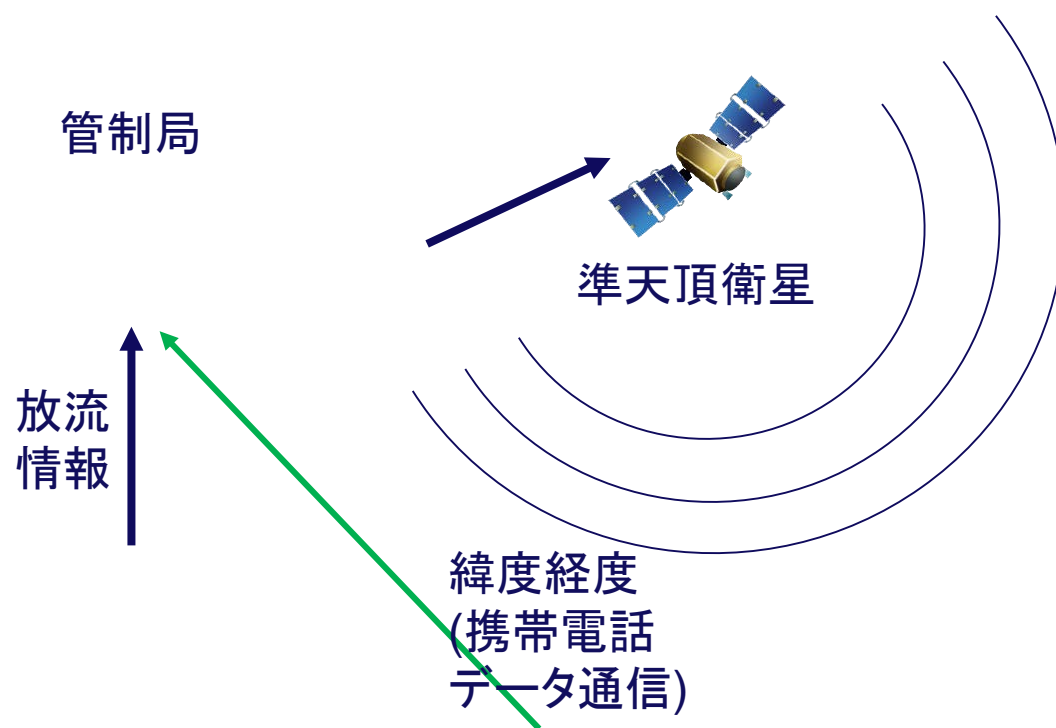 管制局
準天頂衛星
放流
情報
緯度経度
(携帯電話
データ通信)